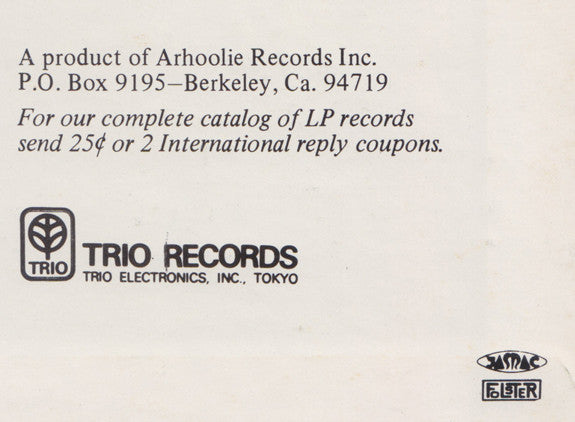 A product of Arhoolie Records Inc.
P.O. Box 9195—Berkeley, Ca. 94719
For our complete catalog of LP records
send 25¢ or 2 International reply coupons.
TRIO
TRIO RECORDS
TRIO ELECTRONICS, INC., TOKYO
JASRAC
FOLSTER